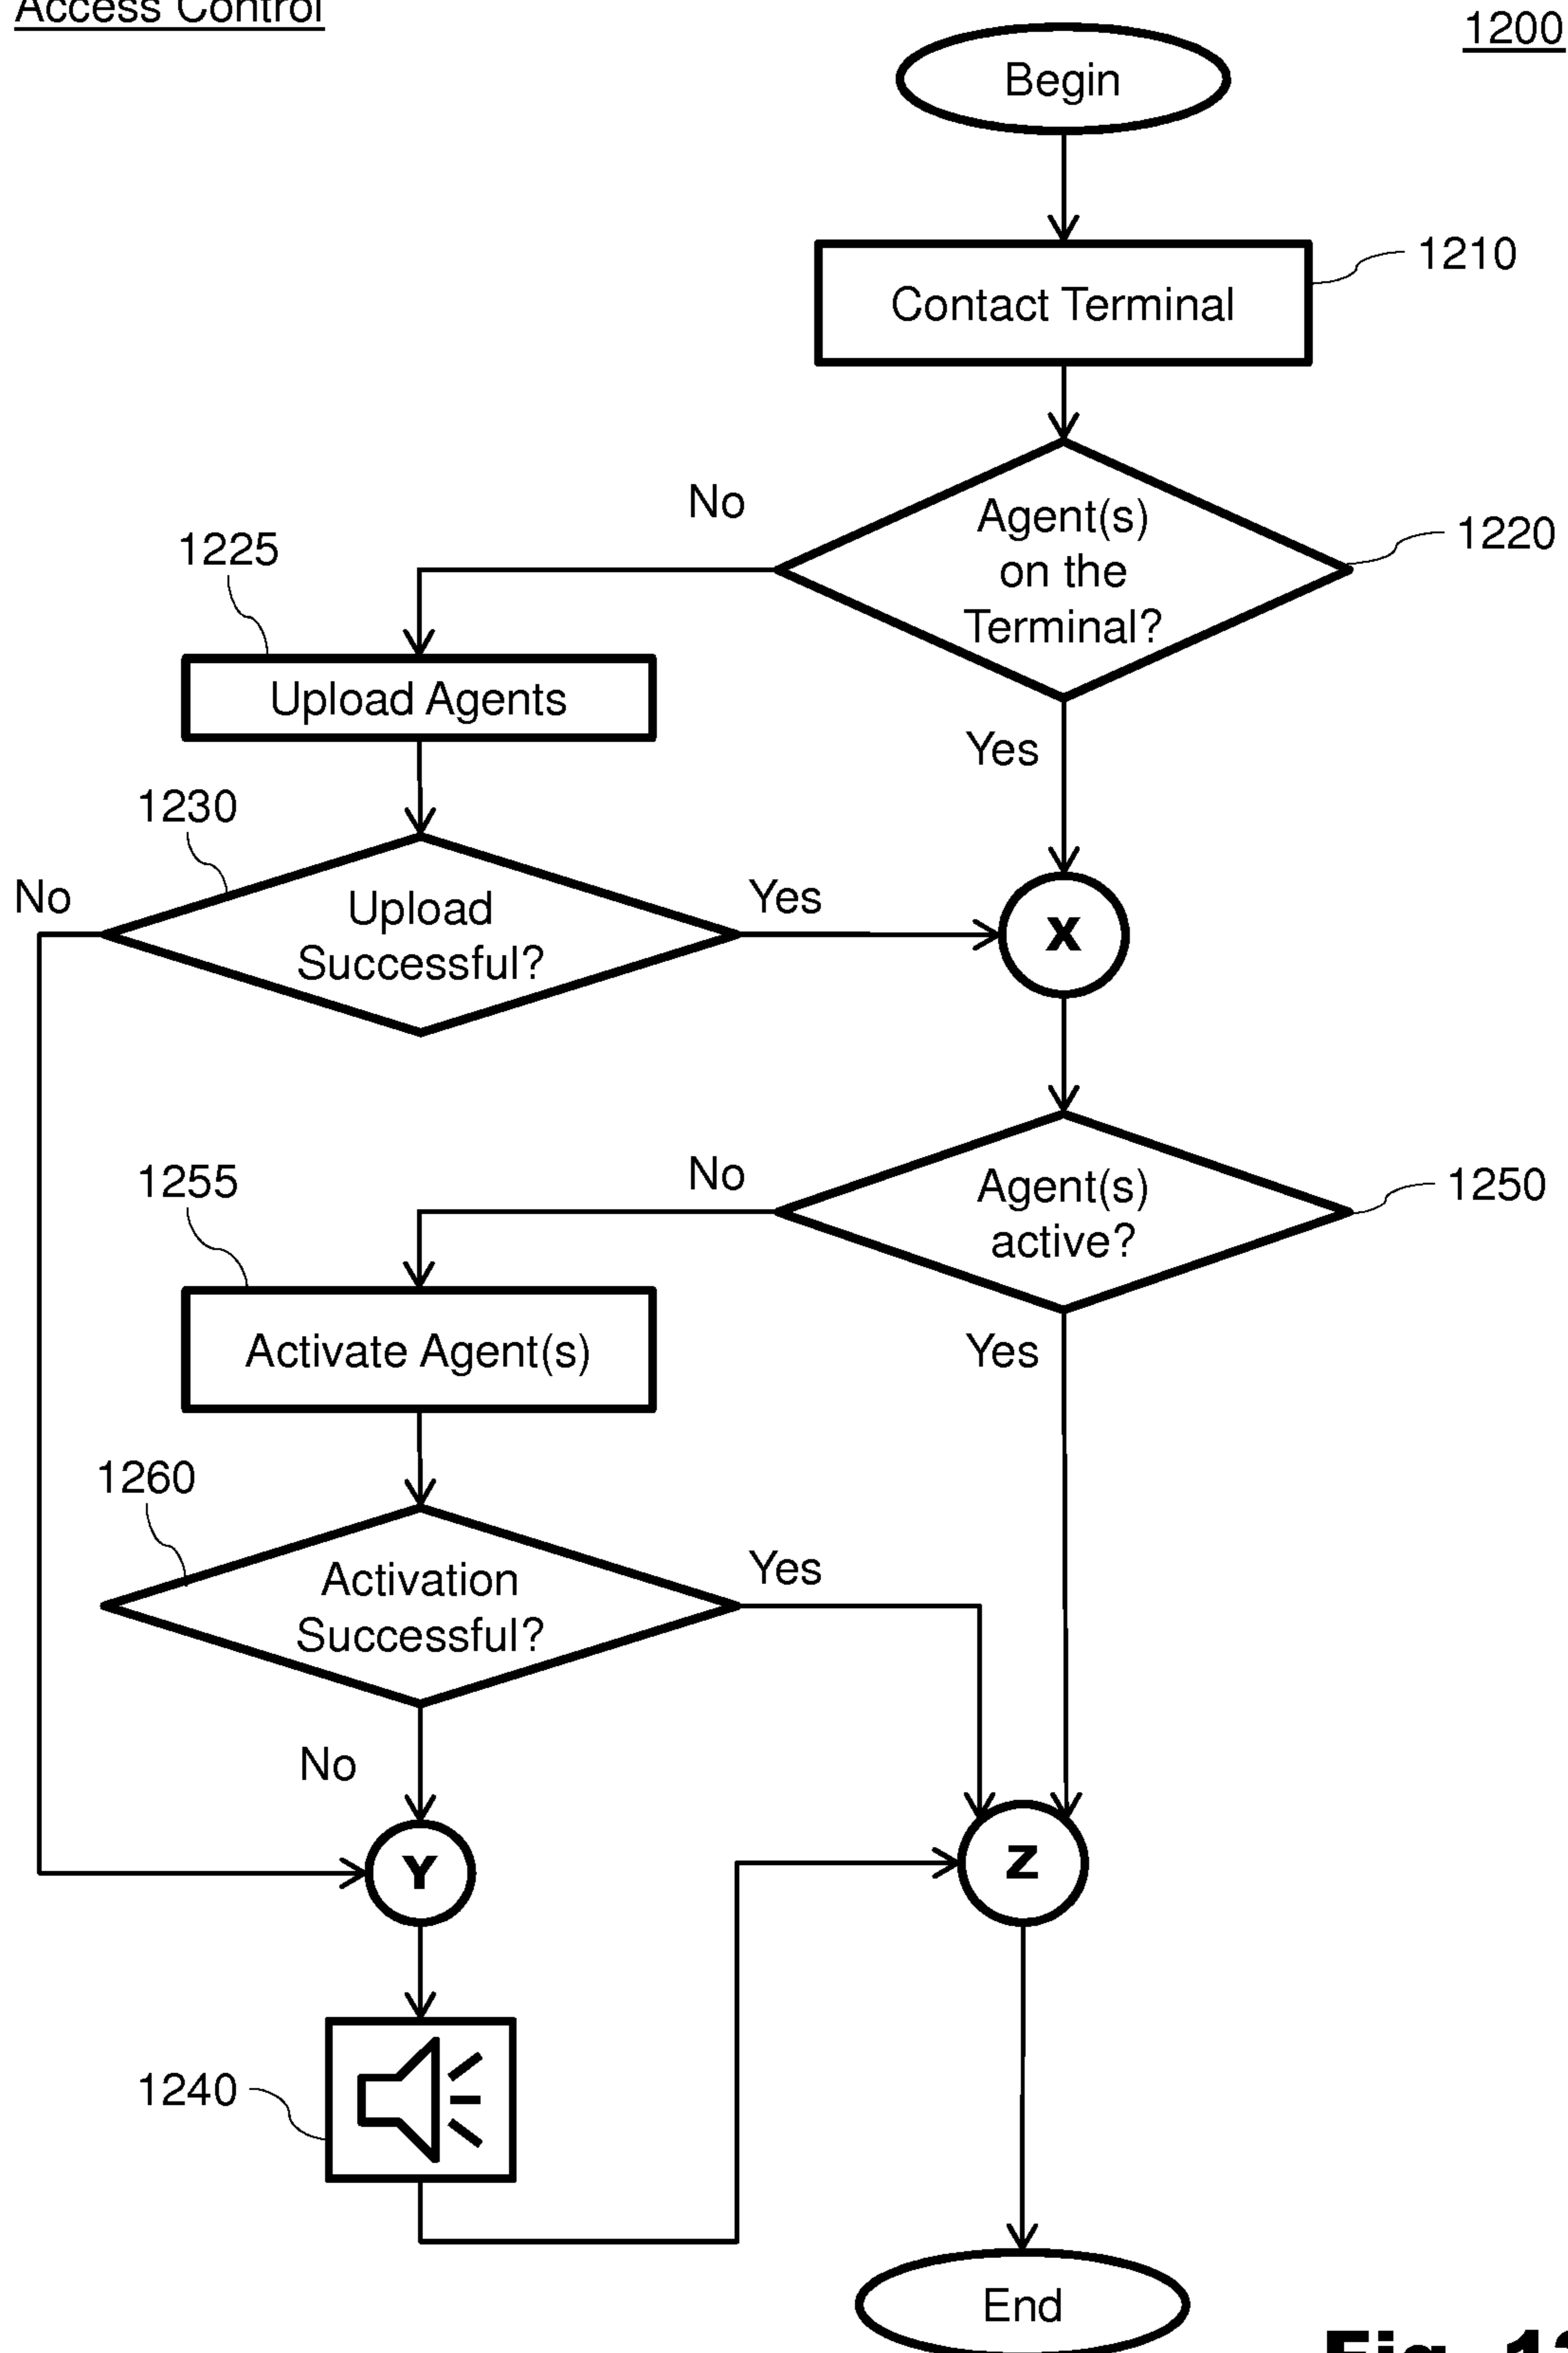 Access Control
1200
Begin
1210
Contact Terminal
No
Agent(s)
on the
Terminal?
1220
1225
Upload Agents
Yes
1230
No
Upload
Successful?
Yes
X
1255
No
Agent(s)
active?
1250
Activate Agent(s)
Yes
1260
Activation
Successful?
Yes
No
Y
Z
1240
End
Fig.